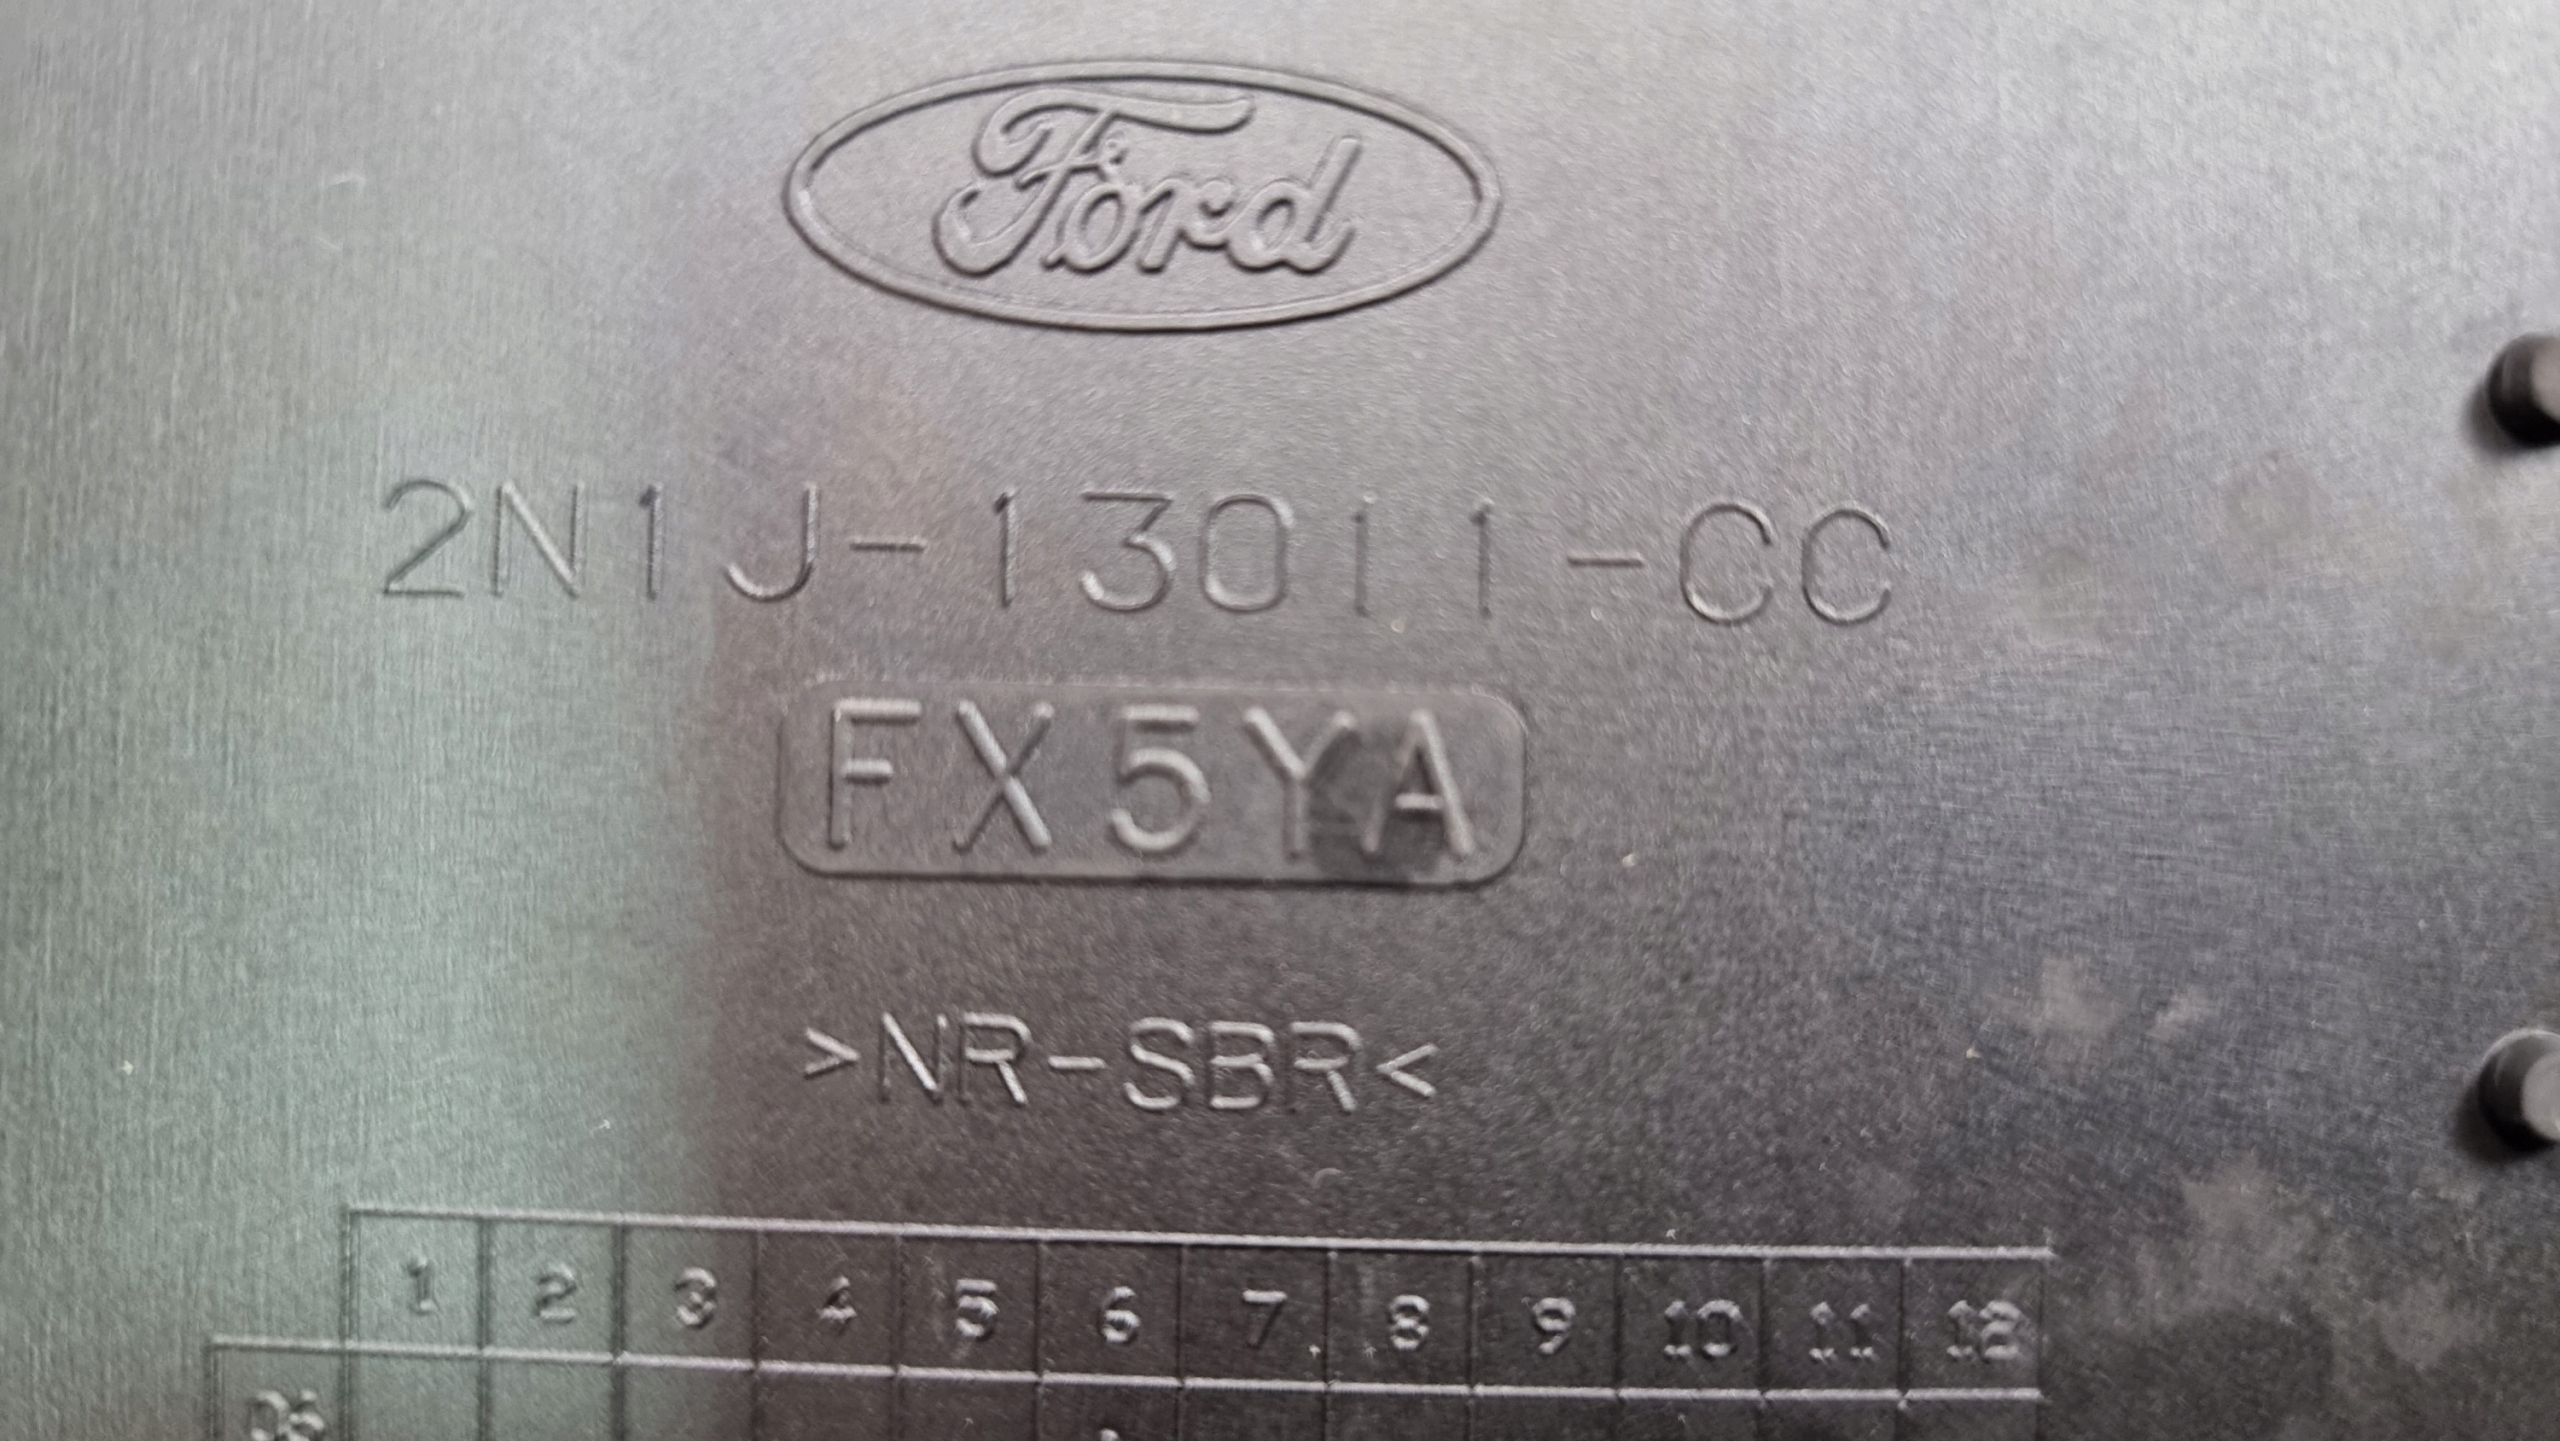 Ford
2N1J-13011-CC
FX5YA
>NR-SBR<
1 2 3 4 5 6 7 8 9 10 11 12